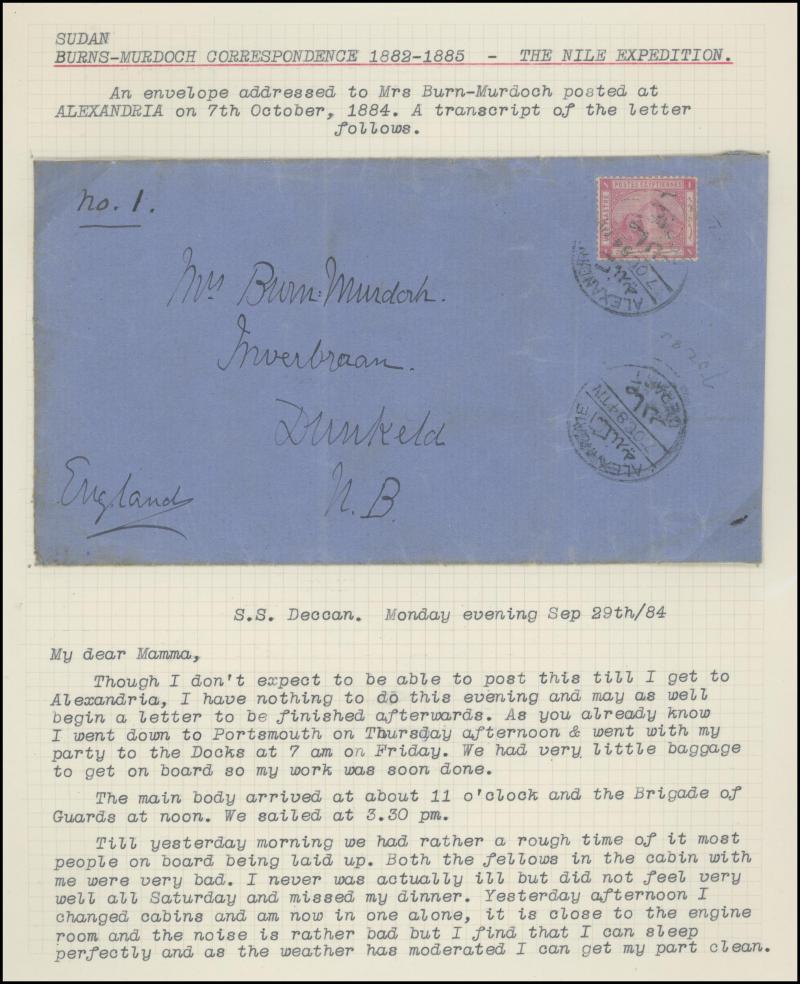 SUDAN
BURNS-MURDOCH CORRESPONDENCE 1882-1885 - THE NILE EXPEDITION.
An envelope addressed to Mrs Burn-Murdoch posted at
ALEXANDRIA on 7th October, 1884. A transcript of the letter
follows.
no. 1.
POSTES EGYPTIENNES
Mrs Burn-Murdoch.
Inverbraan.
Dunkeld
N.B.
England
S.S. Deccan. Monday evening Sep 29th/84
My dear Mamma,
Though I don't expect to be able to post this till I get to
Alexandria, I have nothing to do this evening and may as well
begin a letter to be finished afterwards. As you already know
I went down to Portsmouth on Thursday afternoon & went with my
party to the Docks at 7 am on Friday. We had very little baggage
to get on board so my work was soon done.
The main body arrived at about 11 o'clock and the Brigade of
Guards at noon. We sailed at 3.30 pm.
Till yesterday morning we had rather a rough time of it most
people on board being laid up. Both the fellows in the cabin with
me were very bad. I never was actually ill but did not feel very
well all Saturday and missed my dinner. Yesterday afternoon I
changed cabins and am now in one alone, it is close to the engine
room and the noise is rather bad but I find that I can sleep
perfectly and as the weather has moderated I can get my part clean.